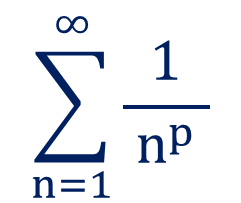 ∞
∑ 1/nᵖ
n=1